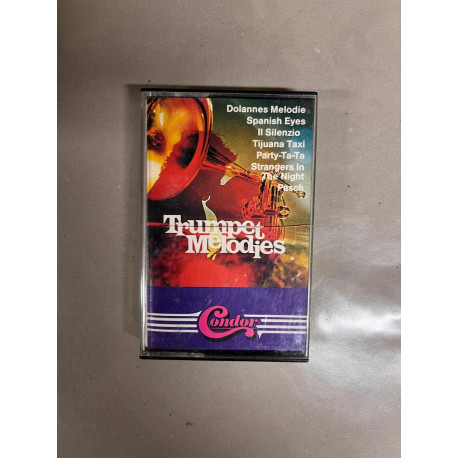 Dolannes Melodie
Spanish Eyes
Il Silenzio
Tijuana Taxi
Party-Ta-Ta
Strangers In
The Night
Pasch
Trumpet
Melodies
Condor